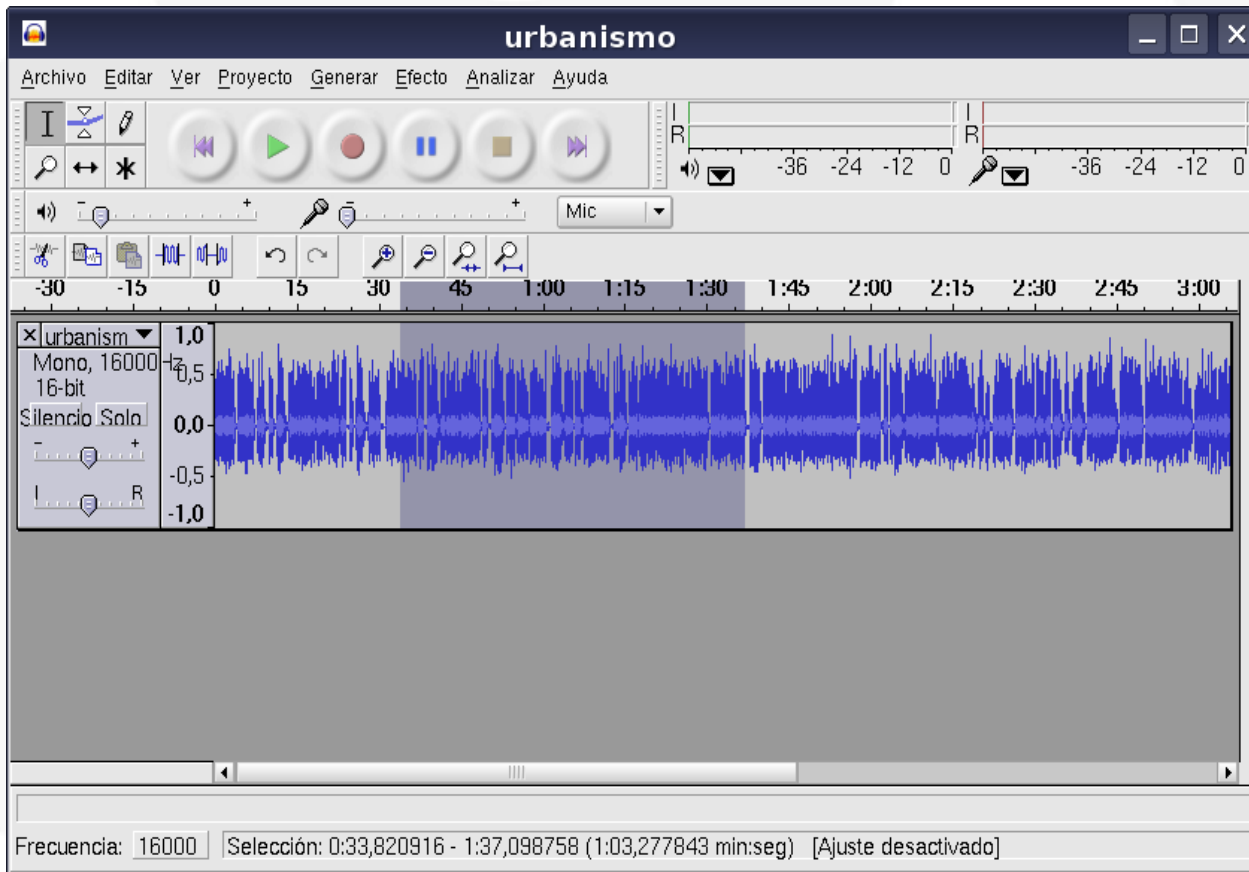 urbanismo
Archivo Editar Ver Proyecto Generar Efecto Analizar Ayuda
I I
R R
-36 -24 -12 0 -36 -24 -12 0
- + - + Mic
-30 -15 0 15 30 45 1:00 1:15 1:30 1:45 2:00 2:15 2:30 2:45 3:00
urbanism 1,0
Mono, 16000Hz
0,5
16-bit
Silencio Solo 0,0
- +
-0,5
I R
-1,0
Frecuencia: 16000 Selección: 0:33,820916 - 1:37,098758 (1:03,277843 min:seg) [Ajuste desactivado]